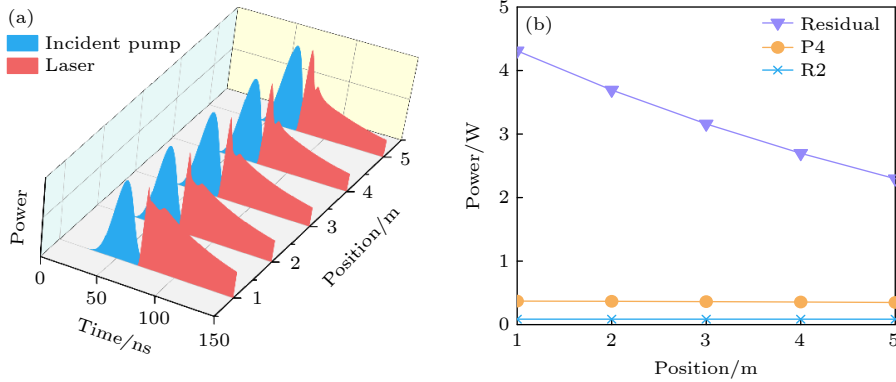 (a)
Incident pump
Laser
Power
0
50
100
150
Time/ns
1
2
3
4
5
Position/m
(b)
Residual
P4
R2
5
4
3
2
1
0
Power/W
1
2
3
4
5
Position/m